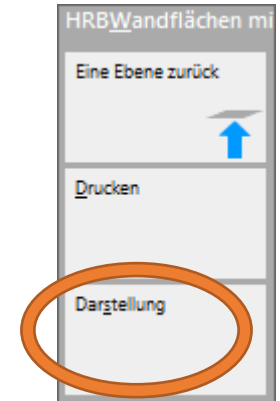 HRBWandflächen mi
Eine Ebene zurück
Drucken
Darstellung